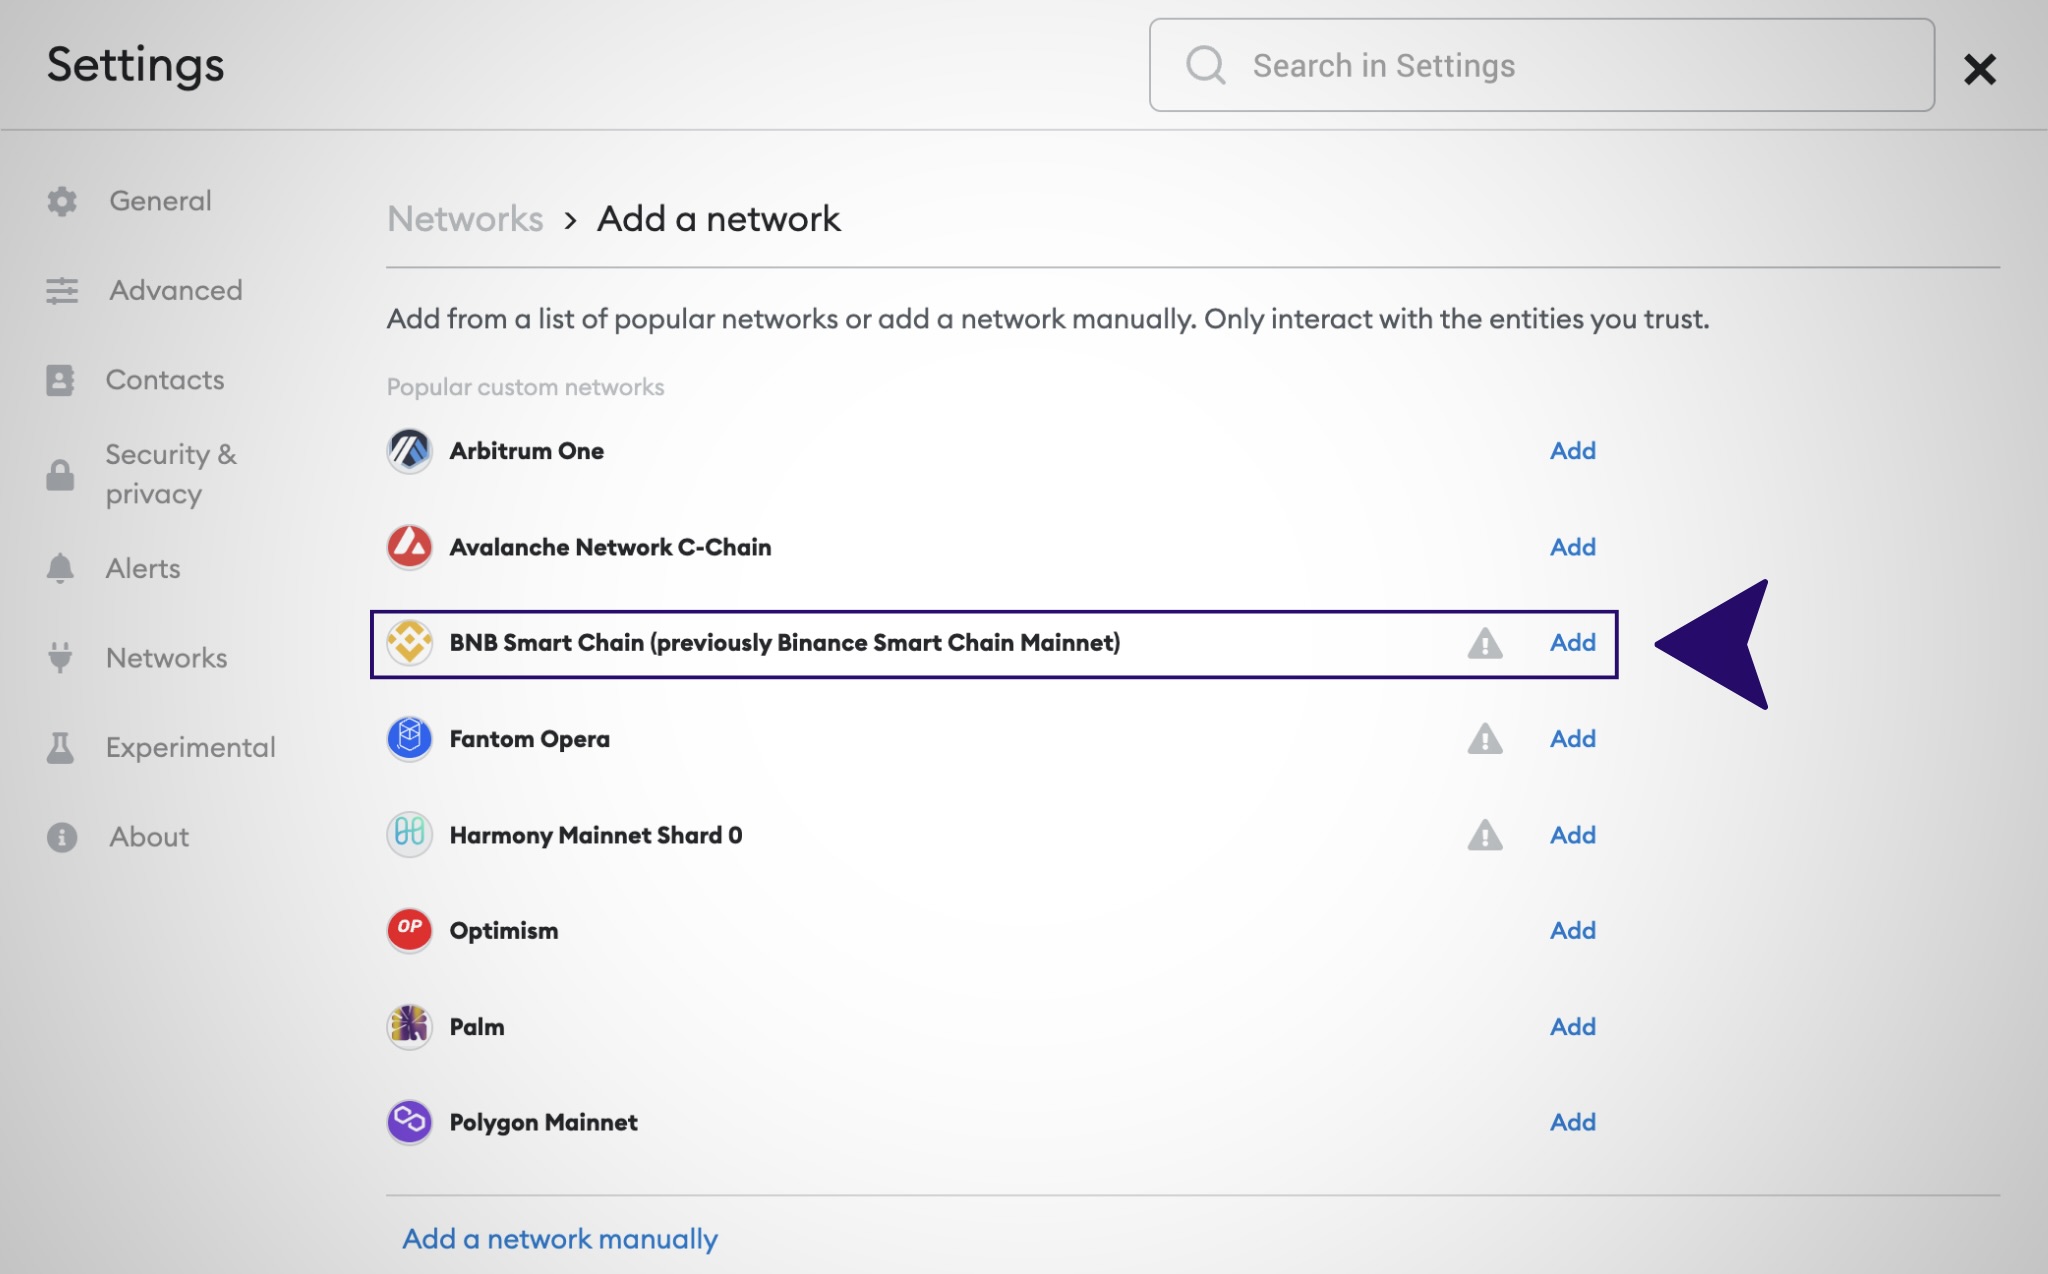 Settings
Search in Settings
General
Advanced
Contacts
Security &
privacy
Alerts
Networks
Experimental
About
Networks > Add a network
Add from a list of popular networks or add a network manually. Only interact with the entities you trust.
Popular custom networks
Arbitrum One Add
Avalanche Network C-Chain Add
BNB Smart Chain (previously Binance Smart Chain Mainnet) Add
Fantom Opera Add
Harmony Mainnet Shard 0 Add
OP Optimism Add
Palm Add
Polygon Mainnet Add
Add a network manually